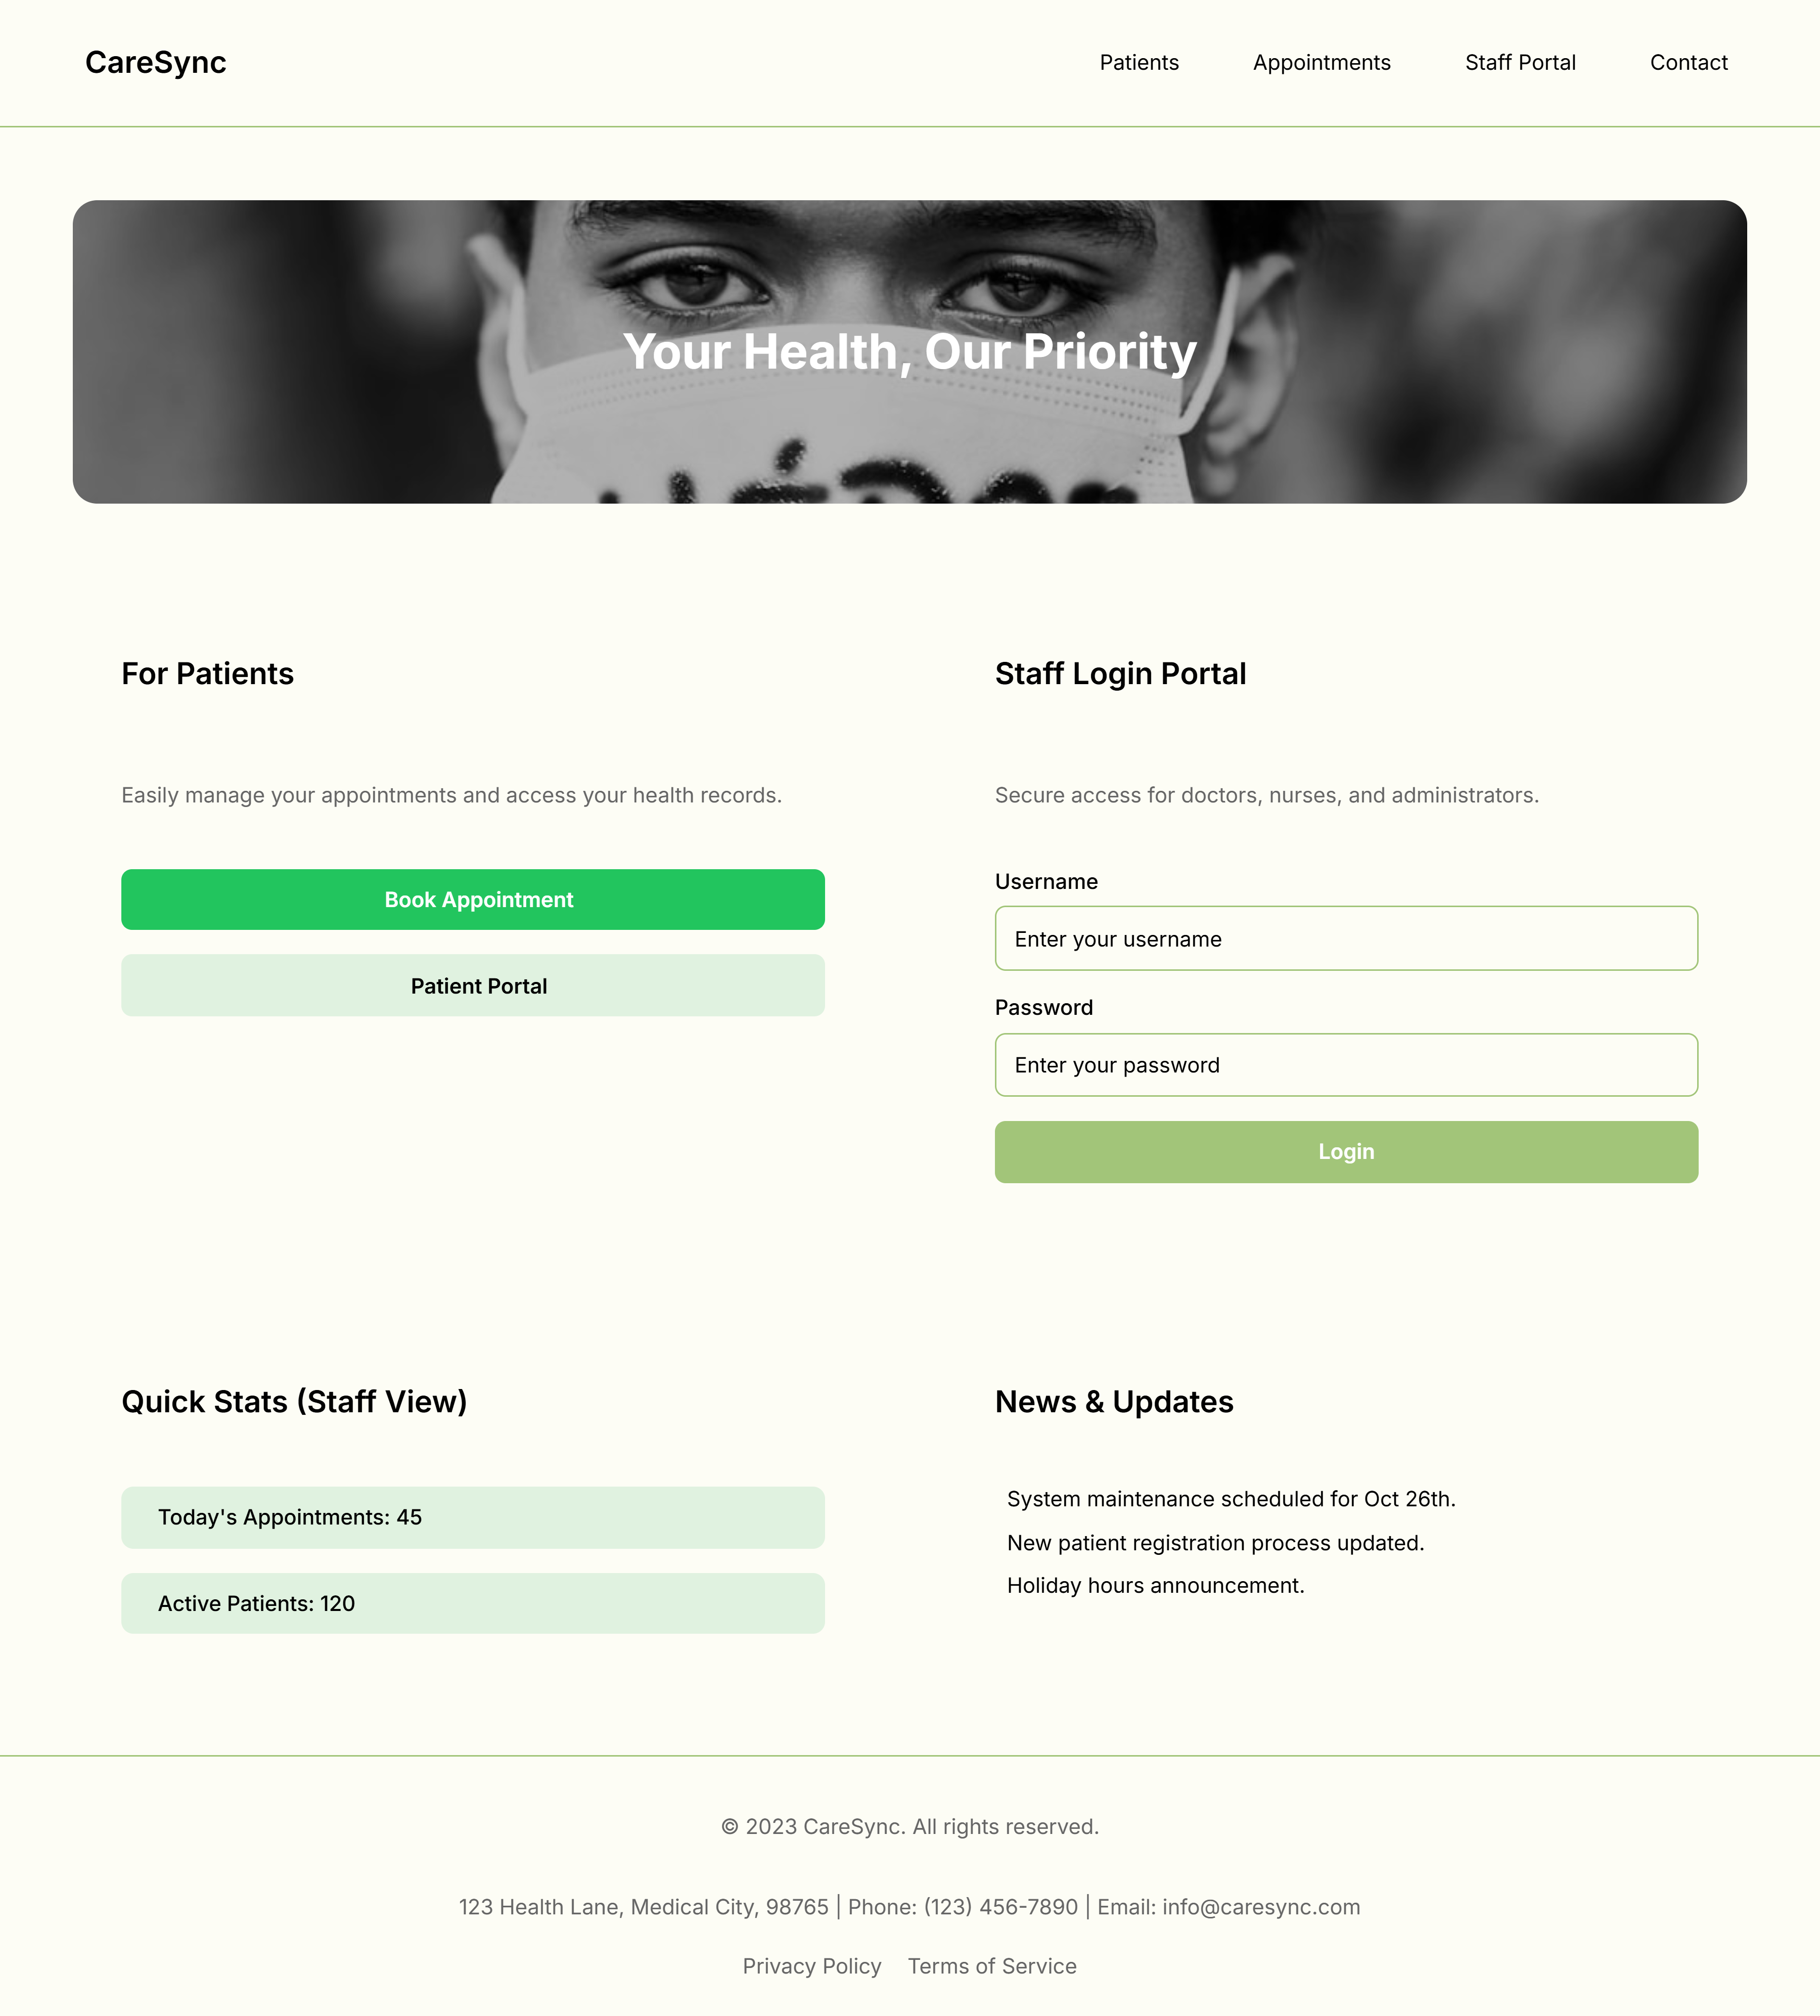 CareSync
Patients
Appointments
Staff Portal
Contact
Your Health, Our Priority
For Patients
Easily manage your appointments and access your health records.
Book Appointment
Patient Portal
Staff Login Portal
Secure access for doctors, nurses, and administrators.
Username
Enter your username
Password
Enter your password
Login
Quick Stats (Staff View)
Today's Appointments: 45
Active Patients: 120
News & Updates
System maintenance scheduled for Oct 26th.
New patient registration process updated.
Holiday hours announcement.
© 2023 CareSync. All rights reserved.
123 Health Lane, Medical City, 98765 | Phone: (123) 456-7890 | Email: info@caresync.com
Privacy Policy
Terms of Service